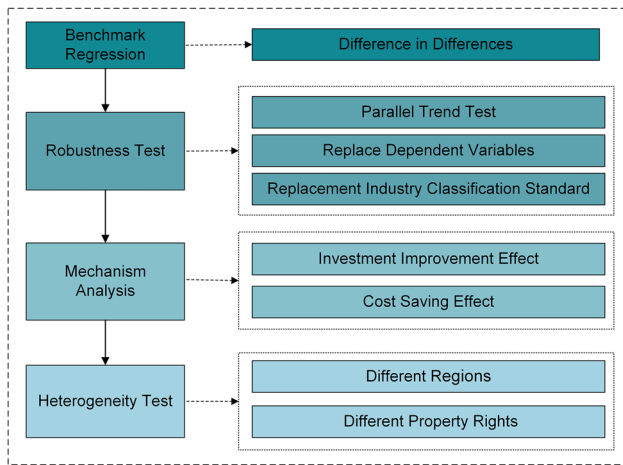 Benchmark
Regression
Difference in Differences
Robustness Test
Parallel Trend Test
Replace Dependent Variables
Replacement Industry Classification Standard
Mechanism
Analysis
Investment Improvement Effect
Cost Saving Effect
Heterogeneity Test
Different Regions
Different Property Rights